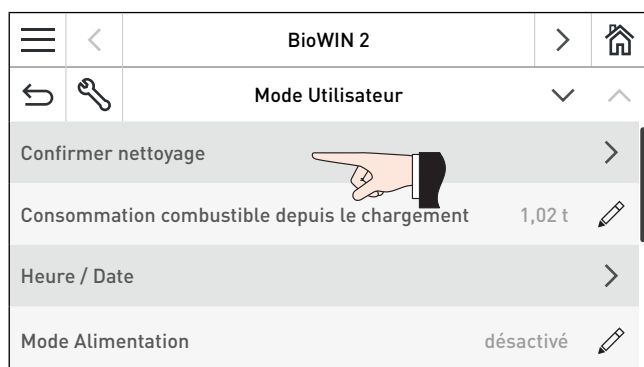 BioWIN 2
Mode Utilisateur
Confirmer nettoyage
Consommation combustible depuis le chargement 1,02 t
Heure / Date
Mode Alimentation désactivé